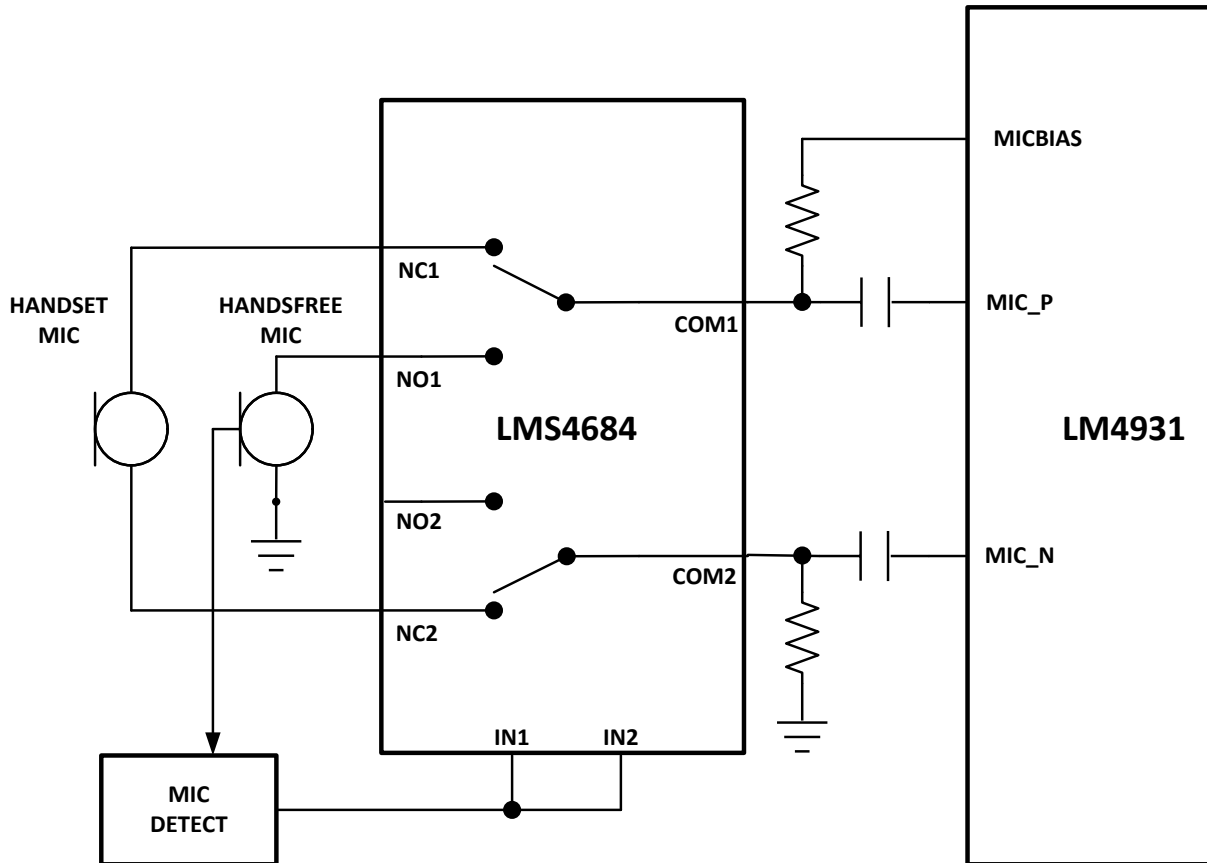 MICBIAS
NC1
HANDSET
MIC
HANDSFREE
MIC
COM1
MIC_P
NO1
LMS4684
LM4931
NO2
COM2
MIC_N
NC2
IN1
IN2
MIC
DETECT